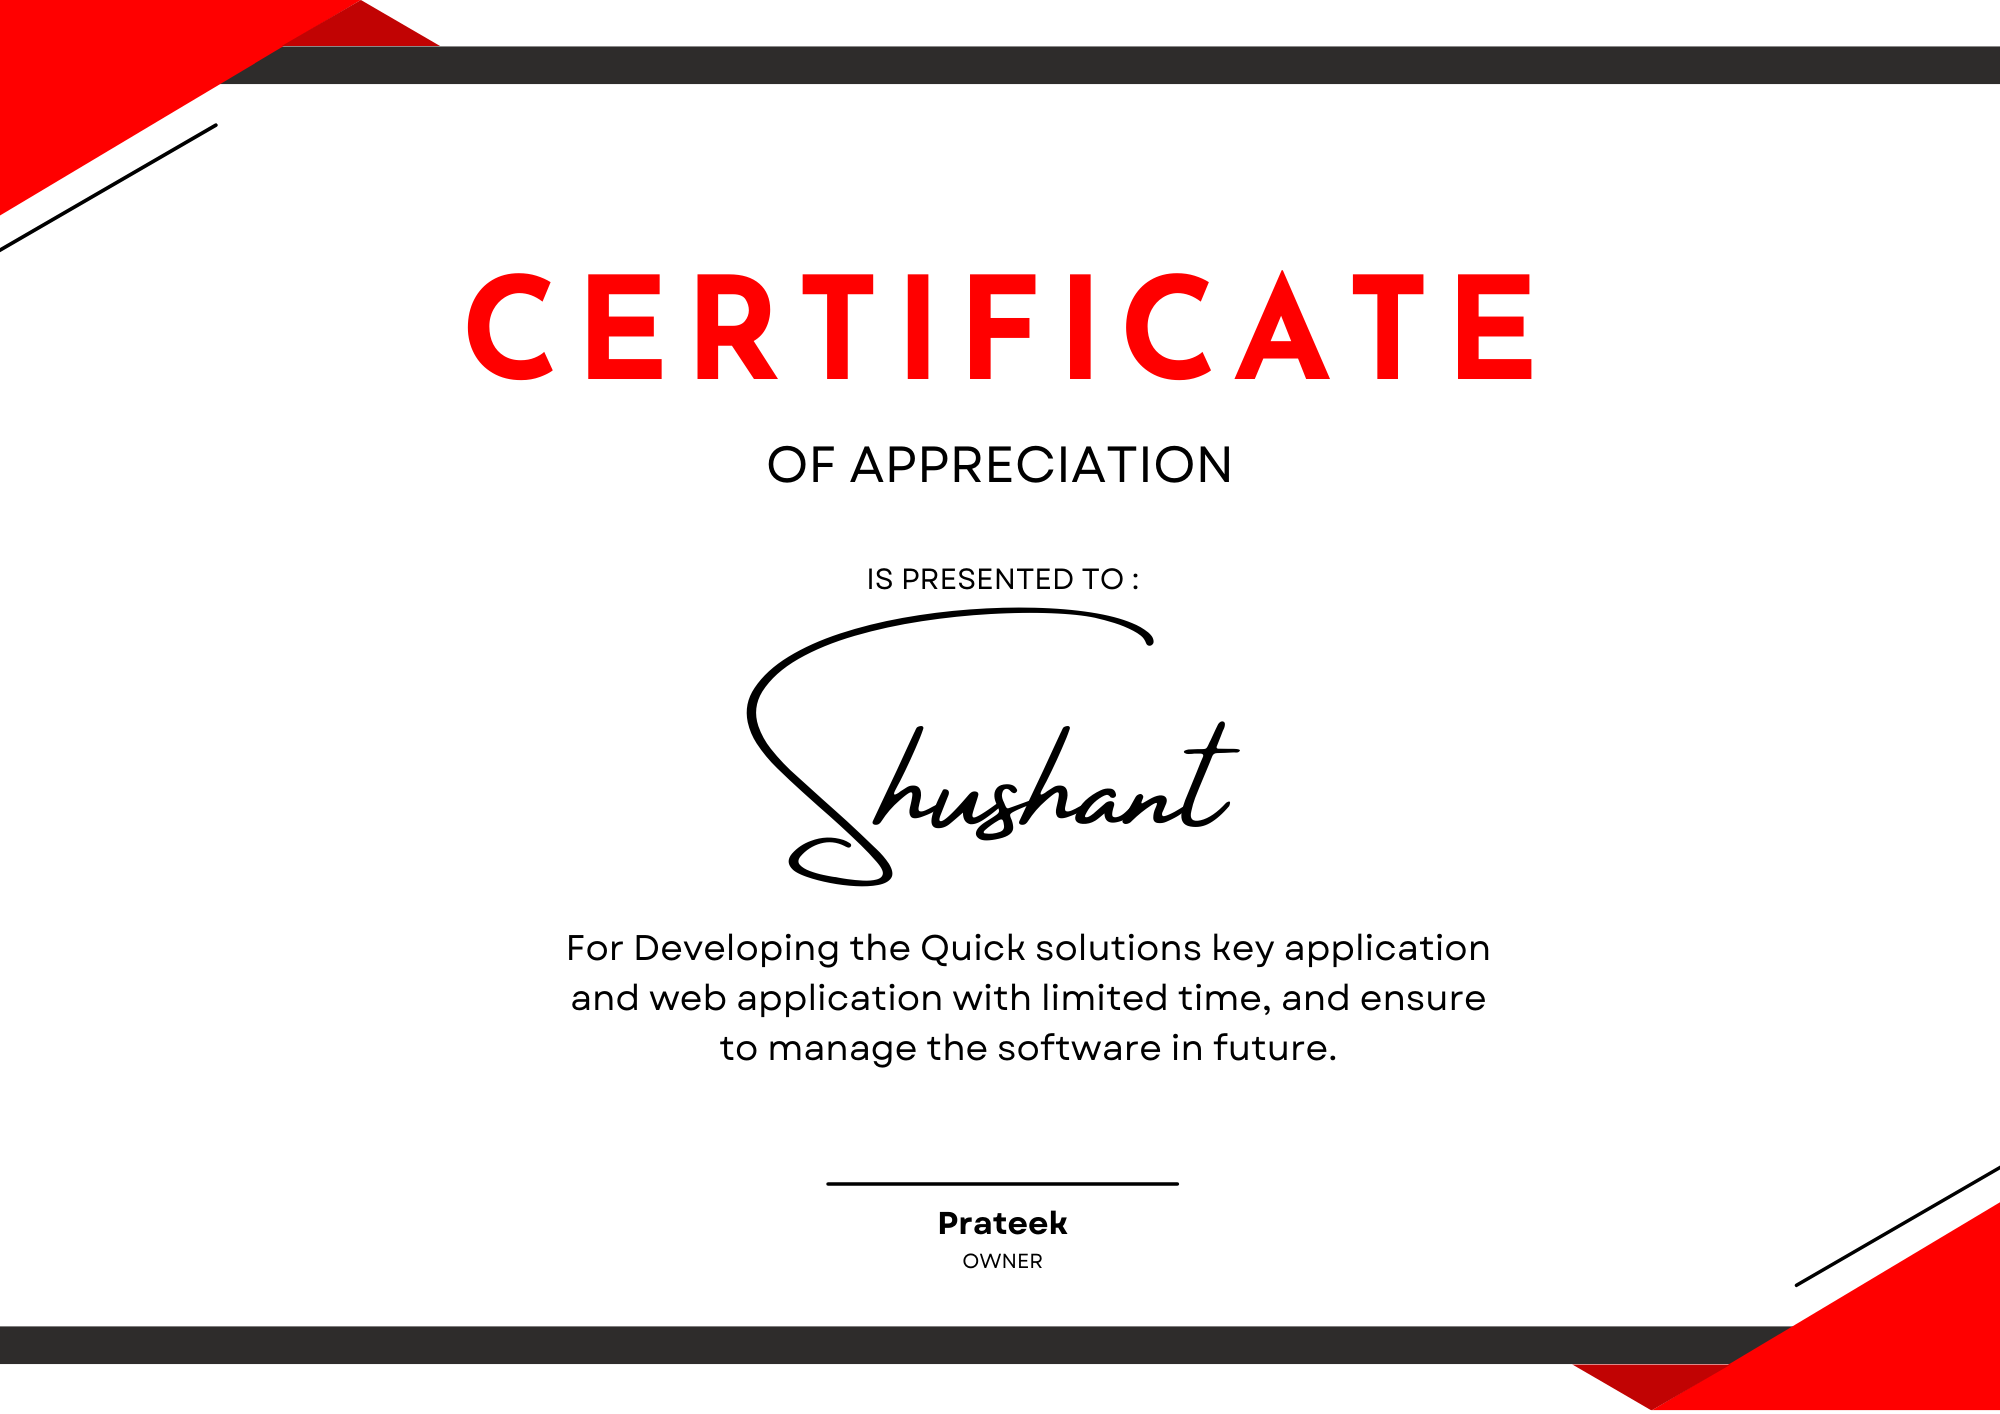 CERTIFICATE
OF APPRECIATION
IS PRESENTED TO :
Shushant
For Developing the Quick solutions key application
and web application with limited time, and ensure
to manage the software in future.
Prateek
OWNER